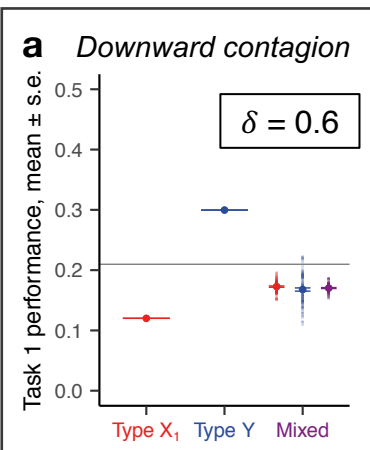 a Downward contagion
δ = 0.6
Task 1 performance, mean ± s.e.
0.5
0.4
0.3
0.2
0.1
0.0
Type X₁ Type Y Mixed